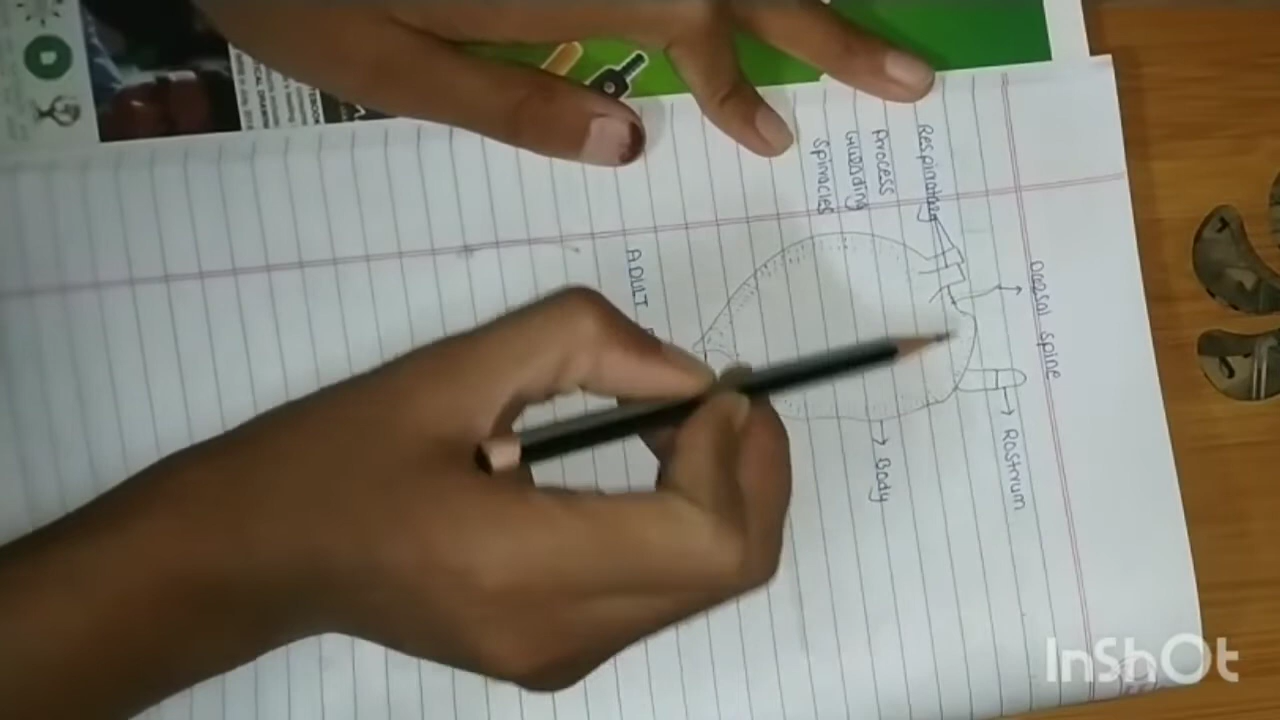 Dorsal spine
Respiratory
Process
Guarding
Spiracles
Rostrum
Body
ADULT
InShOt